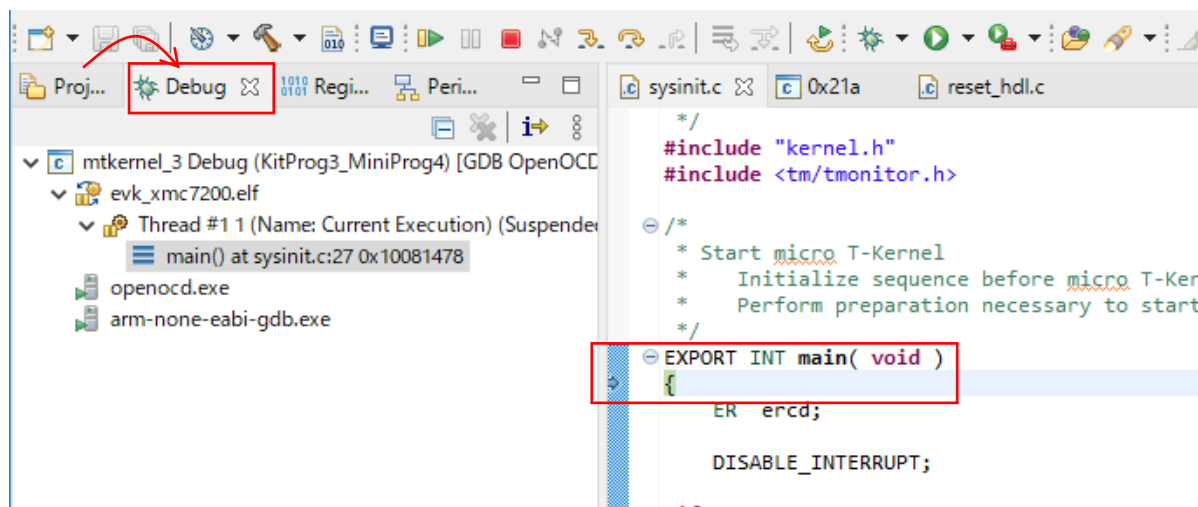 010
Proj...
Debug
1010
0101
Regi...
Peri...
mtkernel_3 Debug (KitProg3_MiniProg4) [GDB OpenOCD
evk_xmc7200.elf
Thread #1 1 (Name: Current Execution) (Suspended
main() at sysinit.c:27 0x10081478
openocd.exe
arm-none-eabi-gdb.exe
.c sysinit.c
c 0x21a
.c reset_hdl.c
*/
#include "kernel.h"
#include <tm/tmonitor.h>
/*
* Start micro T-Kernel
* Initialize sequence before micro T-Ker
* Perform preparation necessary to start
*/
EXPORT INT main( void )
{
ER ercd;
DISABLE_INTERRUPT;